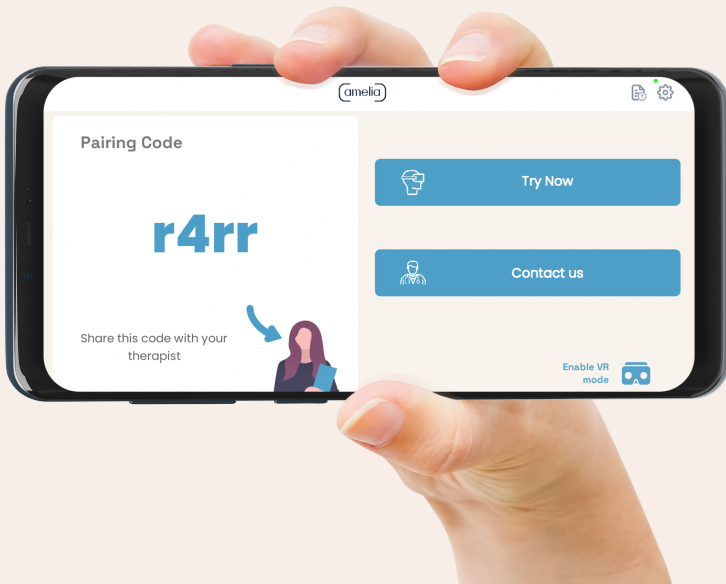 amelia
Pairing Code
r4rr
Share this code with your
therapist
Try Now
Contact us
Enable VR
mode